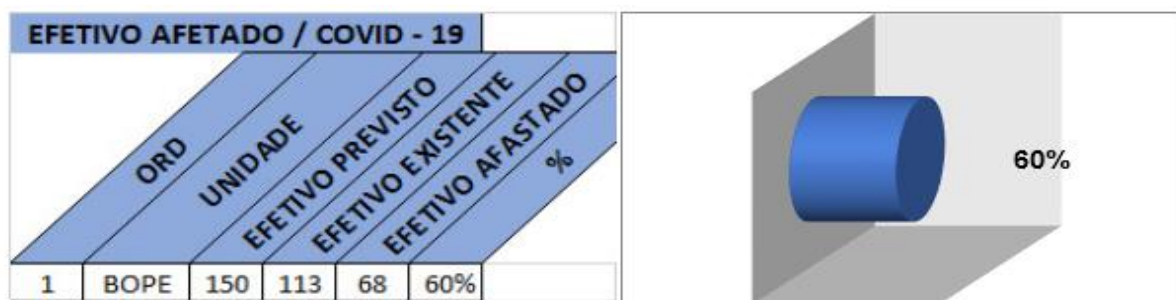 EFETIVO AFETADO / COVID - 19
ORD
UNIDADE
EFETIVO PREVISTO
EFETIVO EXISTENTE
EFETIVO AFASTADO
%
1 BOPE 150 113 68 60%
60%